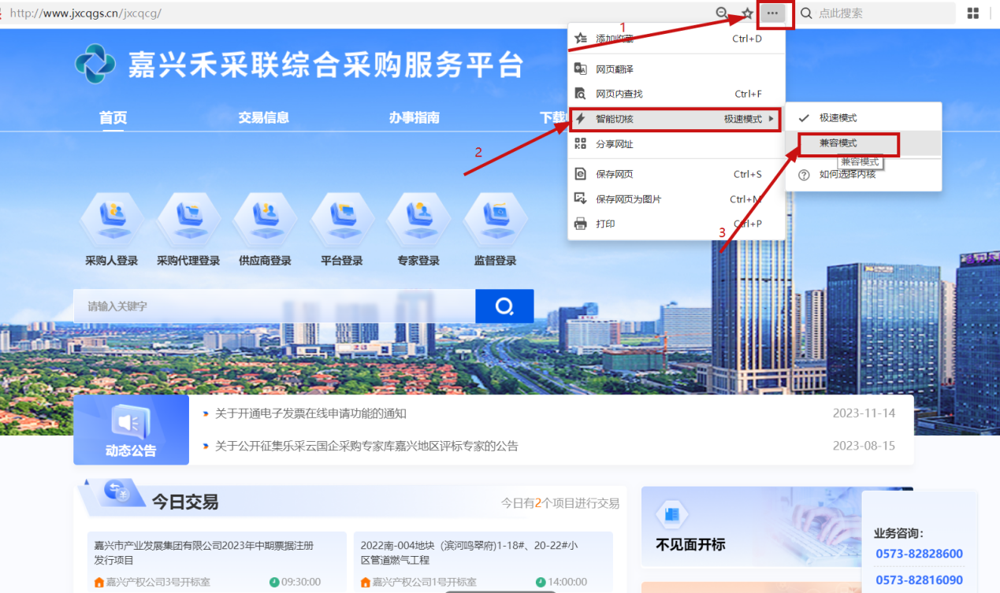 http://www.jxcqgs.cn/jxcqcg/
点此搜索
1
添加收藏 Ctrl+D
嘉兴禾采联综合采购服务平台
网页翻译
网页内查找 Ctrl+F
首页 交易信息 办事指南 下载
智能切核 极速模式
极速模式
2
分享网址
兼容模式
兼容模式
保存网页 Ctrl+S
如何选择内核
保存网页为图片 Ctrl+M
打印 Ctrl+P
3
采购人登录 采购代理登录 供应商登录 平台登录 专家登录 监督登录
请输入关键字
动态公告
关于开通电子发票在线申请功能的通知 2023-11-14
关于公开征集乐采云国企采购专家库嘉兴地区评标专家的公告 2023-08-15
今日交易 今日有2个项目进行交易
嘉兴市产业发展集团有限公司2023年中期票据注册
发行项目
嘉兴产权公司3号开标室 09:30:00
2022南-004地块（滨河鸣翠府)1-18#、20-22#小
区管道燃气工程
嘉兴产权公司1号开标室 14:00:00
不见面开标
业务咨询：
0573-82828600
0573-82816090